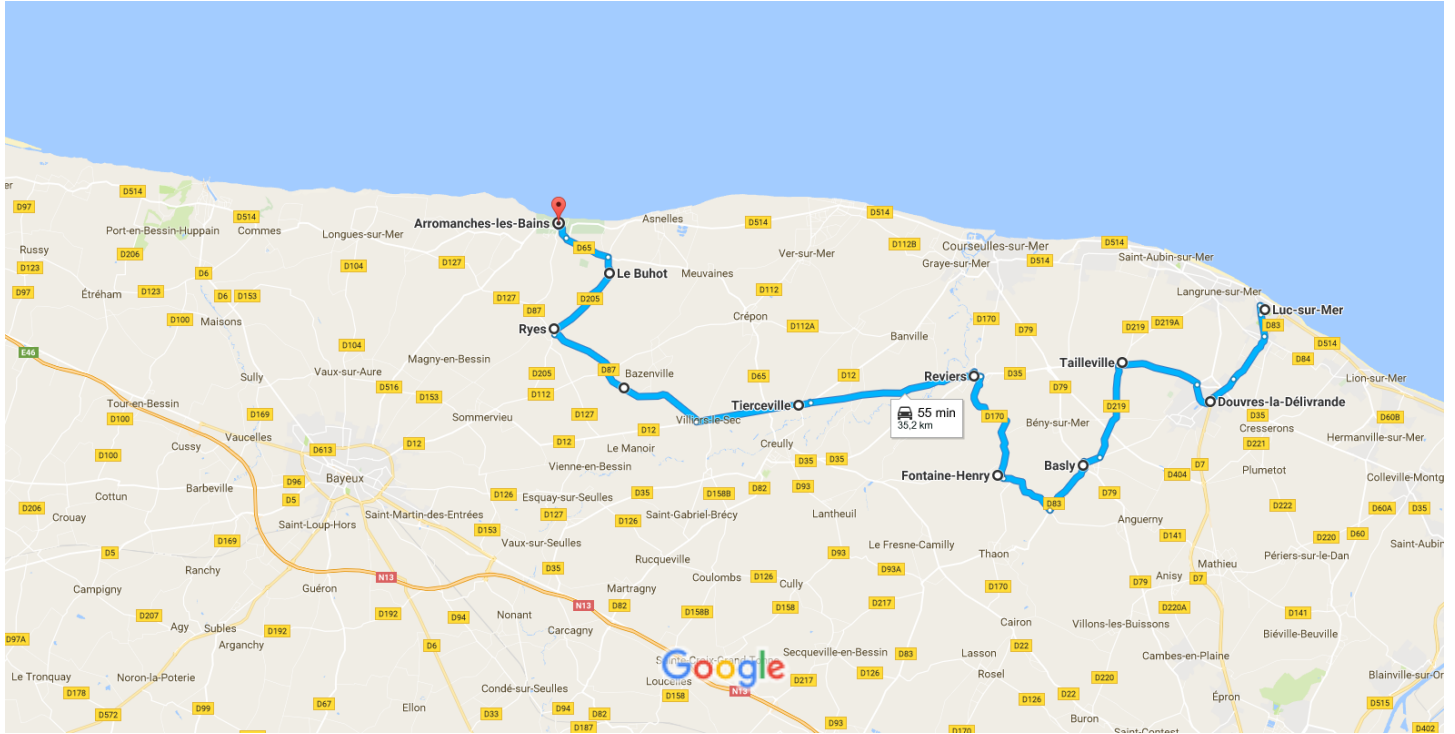 D514
D97
Port-en-Bessin-Huppain
D514
Commes
Longues-sur-Mer
Arromanches-les-Bains
Asnelles
D514
D514
Russy
D206
D65
Ver-sur-Mer
D112B
Courseulles-sur-Mer
D514
D123
D6
D104
D127
Le Buhot
Meuvaines
Graye-sur-Mer
D514
Saint-Aubin-sur-Mer
D97
Étréham
D123
D6
D153
D127
D205
D112
Langrune-sur-Mer
D100
Maisons
D87
Crépon
D170
Luc-sur-Mer
Ryes
D112A
D79
D219
D219A
D83
E46
D104
Magny-en-Bessin
Banville
D514
Sully
Vaux-sur-Aure
D205
D87
Bazenville
D65
D12
Reviers
D35
Tailleville
D84
D516
D112
D79
Lion-sur-Mer
Tour-en-Bessin
D153
Tierceville
55 min
35,2 km
Douvres-la-Délivrande
D100
D169
Sommervieu
D127
Villiers-le-Sec
D170
D219
D35
D60B
Vaucelles
D12
D12
D12
Bény-sur-Mer
Cresserons
Cussy
D613
Le Manoir
Creully
D221
Hermanville-sur-Mer
D100
Vienne-en-Bessin
D35
D35
Basly
D7
Plumetot
Bayeux
D96
Fontaine-Henry
D404
Colleville-Montg
Cottun
Barbeville
D5
D126
Esquay-sur-Seulles
D35
D158B
D82
D93
D79
D206
Crouay
Saint-Martin-des-Entrées
D127
D126
Saint-Gabriel-Brécy
Lantheuil
D83
D222
D60A
D35
Saint-Loup-Hors
D153
Anguerny
D169
D141
D220
D60
D5
Vaux-sur-Seulles
Rucqueville
D93
Le Fresne-Camilly
Thaon
Périers-sur-le-Dan
Saint-Aubin
Ranchy
D35
D93A
Mathieu
N13
Coulombs
D126
Cully
Anisy
D7
Campigny
Guéron
Martragny
D170
D79
D207
D192
D94
Nonant
N13
D82
D158B
D158
D217
D220A
D141
Agy
Subles
D192
Carcagny
Cairon
Villons-les-Buissons
Biéville-Beuville
D97A
Arganchy
D6
D22
Google
Secqueville-en-Bessin
D83
Lasson
Cambes-en-Plaine
Le Tronquay
Noron-la-Poterie
D217
D126
Rosel
D220
Blainville-sur-Or
D178
Condé-sur-Seulles
Loucelles
D158
N13
D22
Épron
D67
D126
D515
D572
D99
Ellon
D33
D94
D82
D93
Buron
D187
D170
Saint-Contest
D402